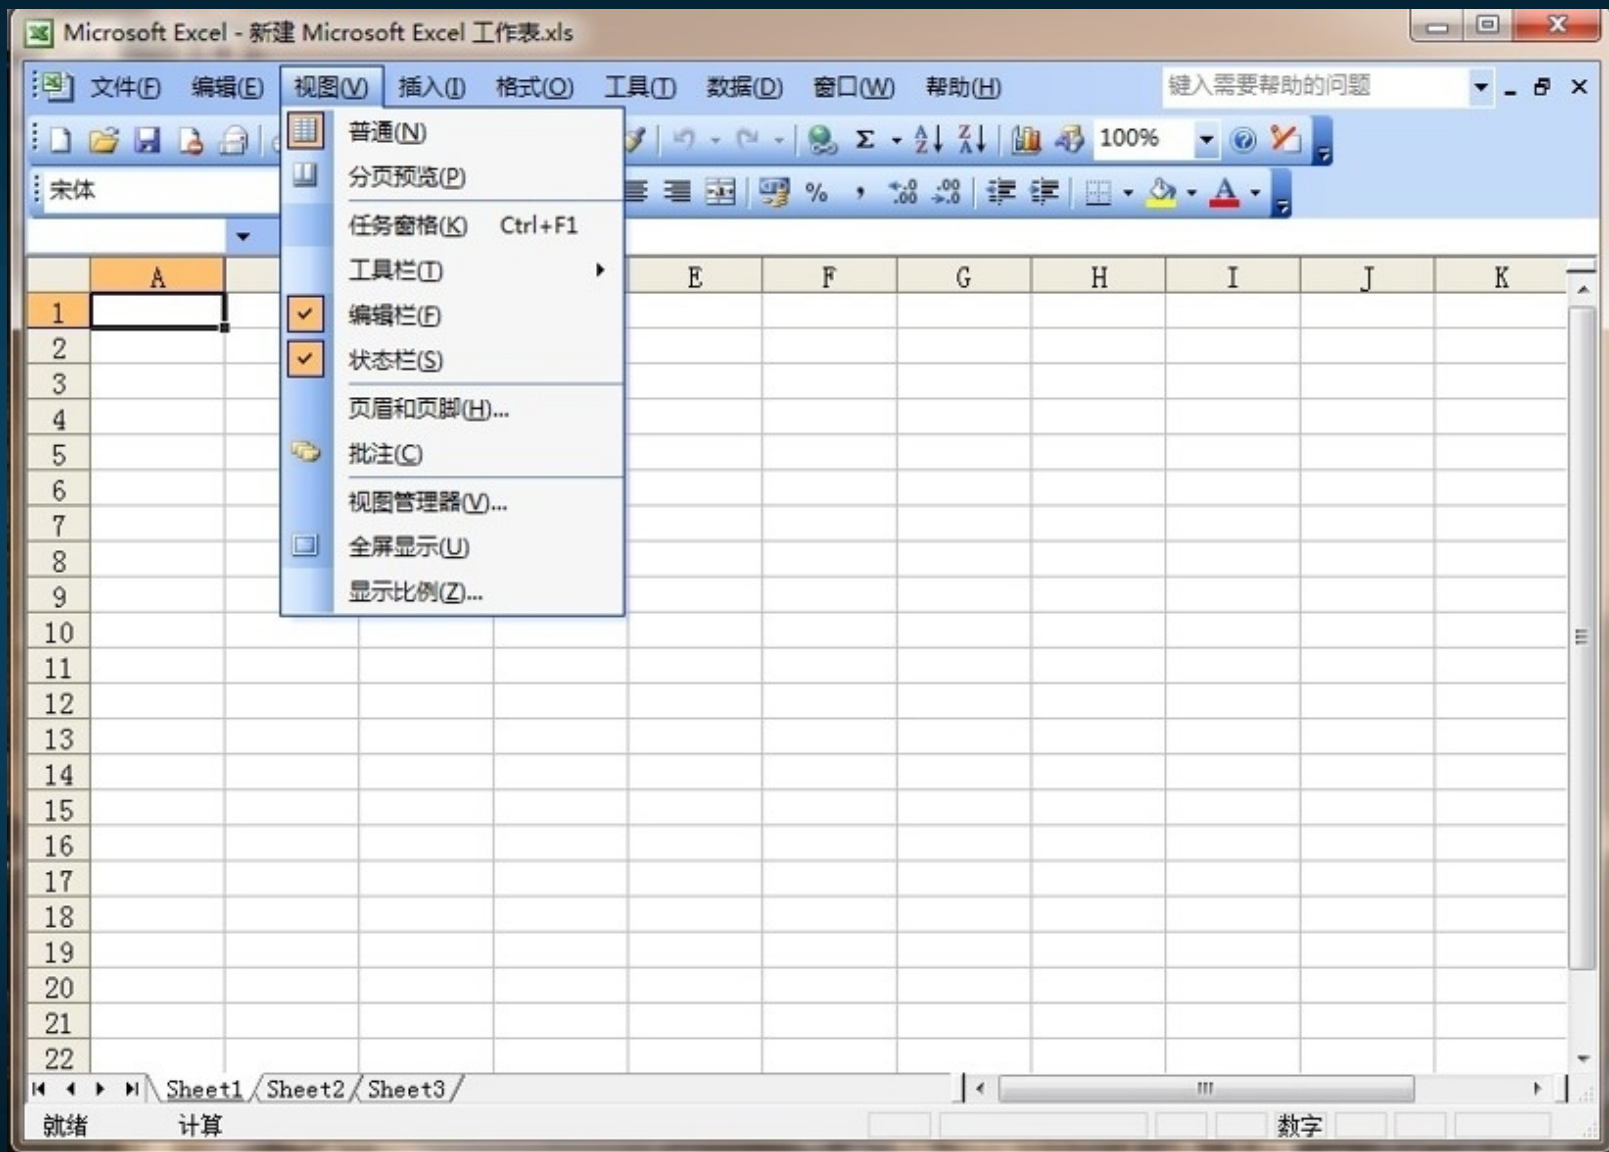 Microsoft Excel - 新建 Microsoft Excel 工作表.xls
文件(F) 编辑(E) 视图(V) 插入(I) 格式(O) 工具(T) 数据(D) 窗口(W) 帮助(H) 键入需要帮助的问题
100%
宋体
普通(N)
分页预览(P)
任务窗格(K) Ctrl+F1
工具栏(T)
编辑栏(F)
状态栏(S)
页眉和页脚(H)...
批注(C)
视图管理器(V)...
全屏显示(U)
显示比例(Z)...
A E F G H I J K
1
2
3
4
5
6
7
8
9
10
11
12
13
14
15
16
17
18
19
20
21
22
Sheet1 Sheet2 Sheet3
就绪 计算 数字